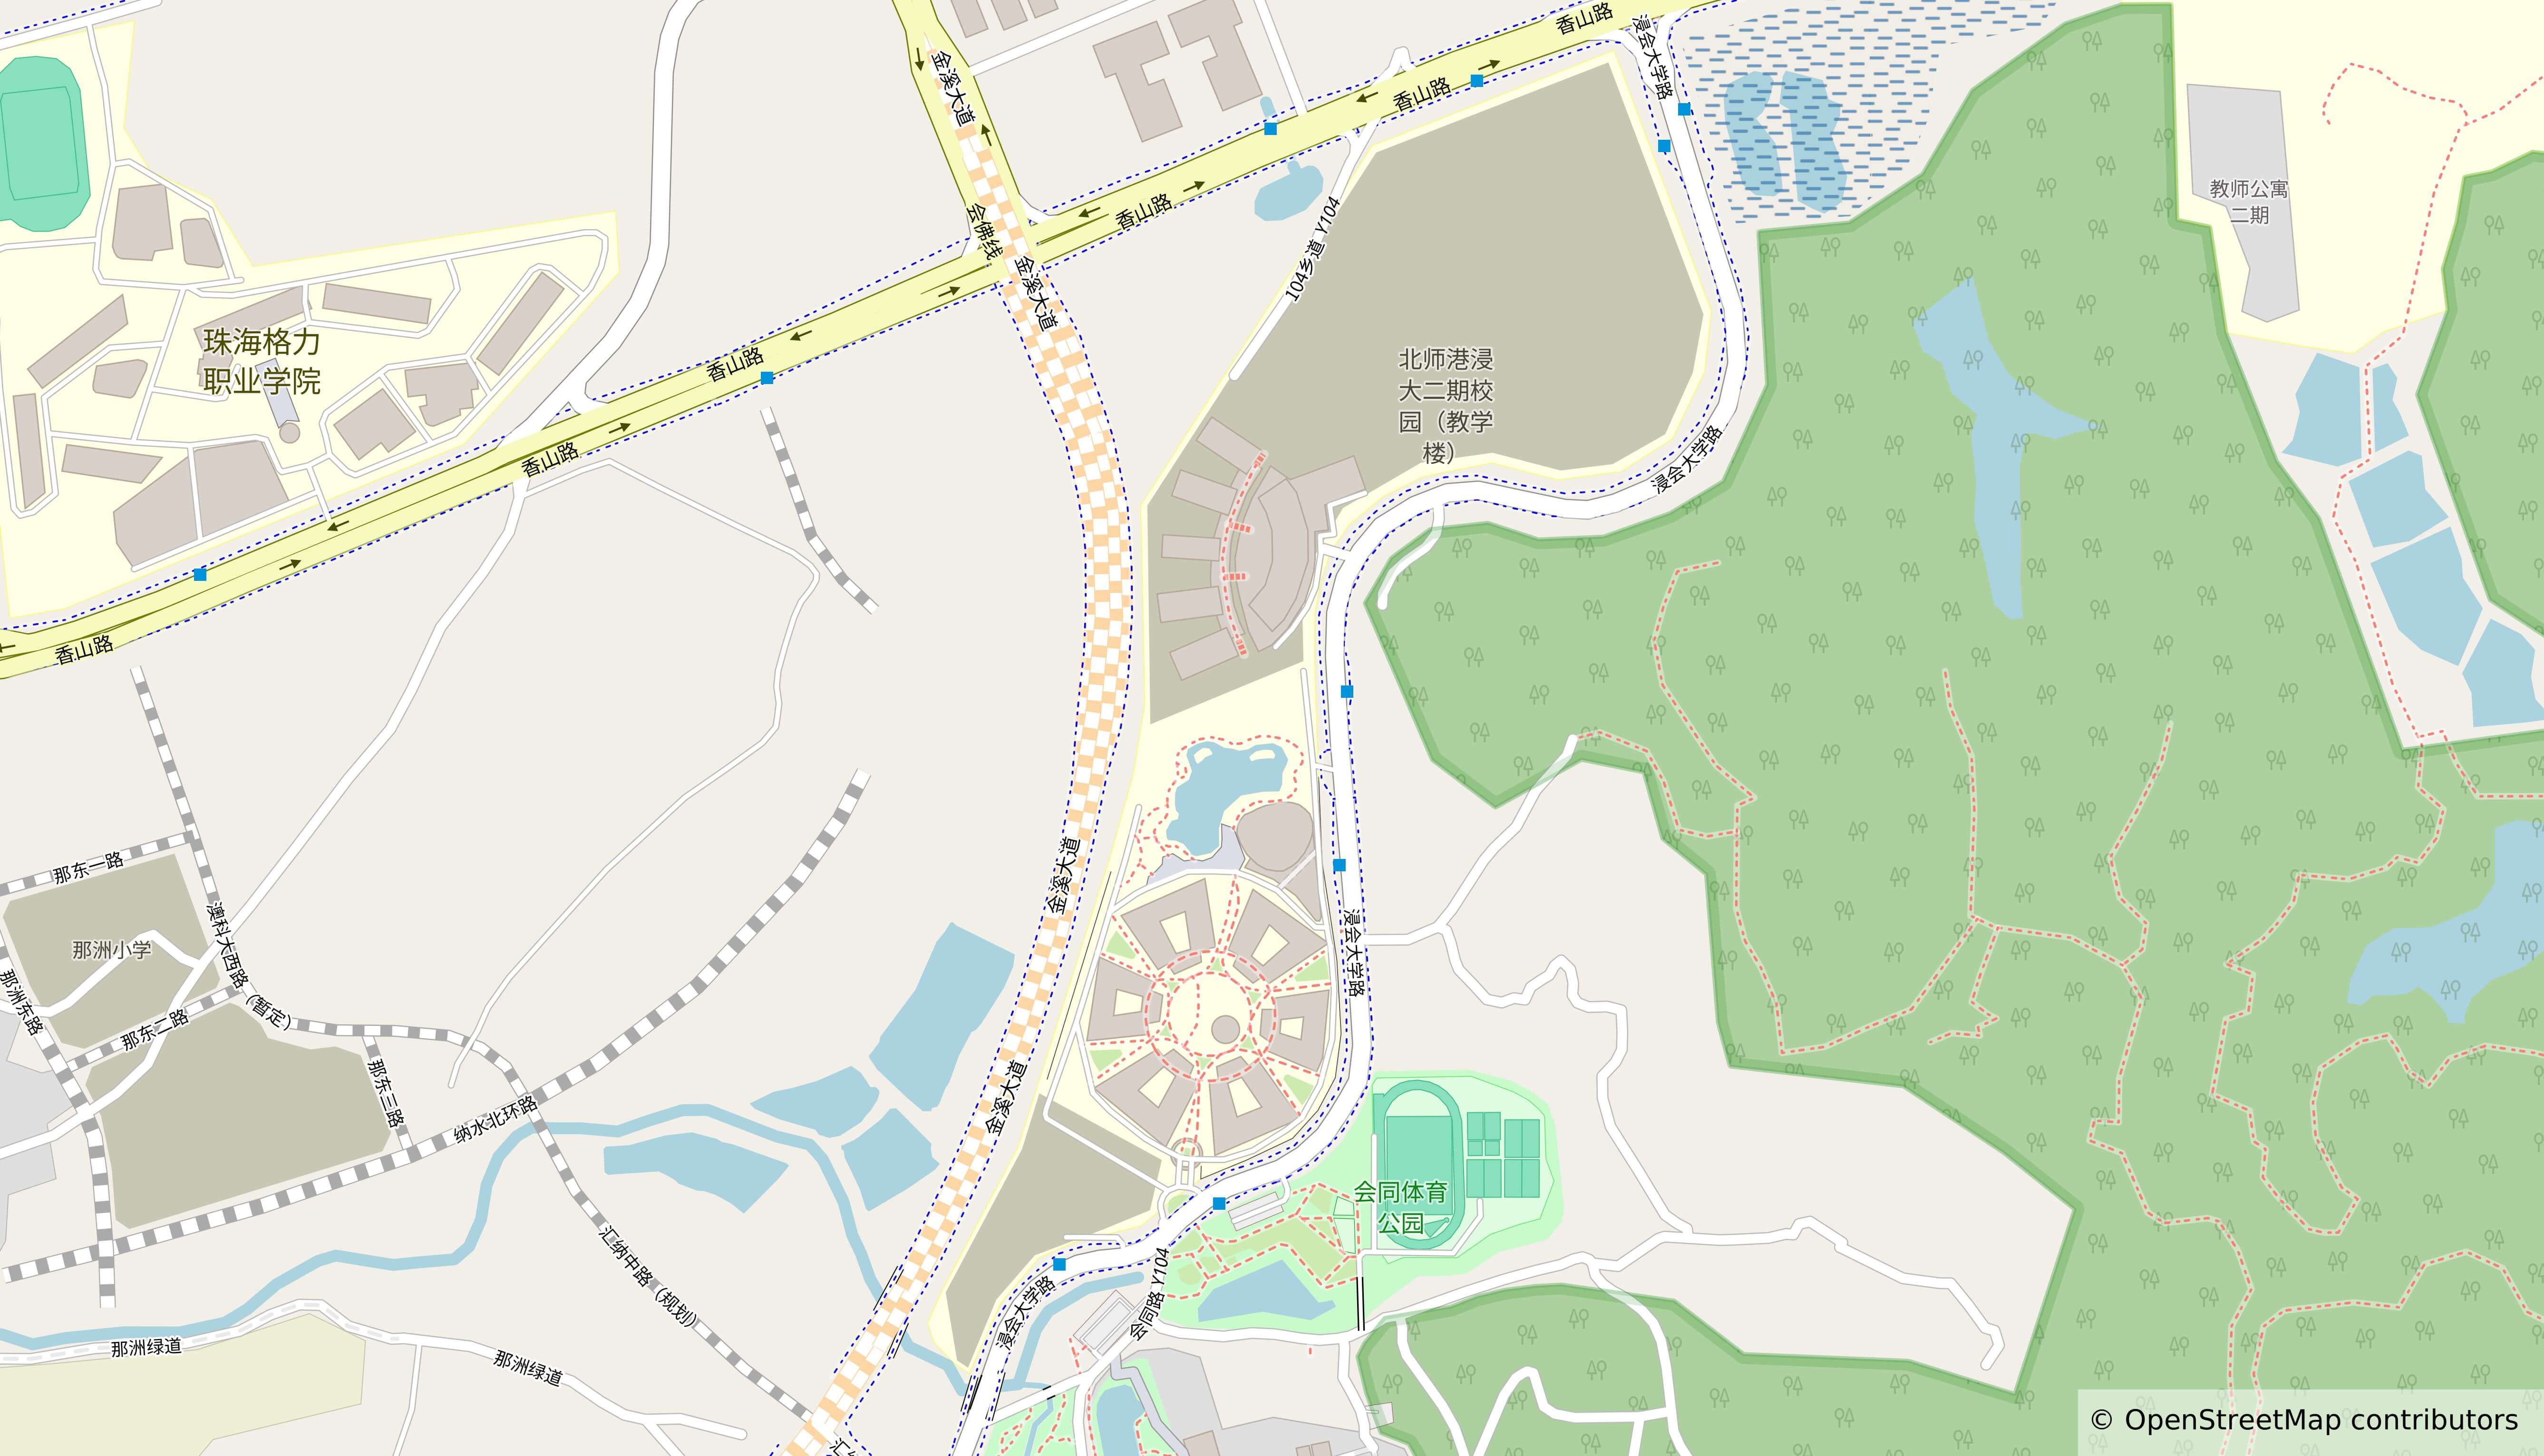 香山路
浸会大学路
金溪大道
香山路
教师公寓
二期
香山路
会佛线
104乡道 Y104
金溪大道
珠海格力
职业学院
香山路
北师港浸
大二期校
园（教学
楼）
香山路
浸会大学路
香山路
金溪大道
那东一路
那洲小学
澳科大西路（暂定）
浸会大学路
那洲东路
那东二路
那东三路
纳水北环路
金溪大道
会同体育
公园
汇纳中路（规划）
会同路 Y104
浸会大学路
那洲绿道
那洲绿道
© OpenStreetMap contributors